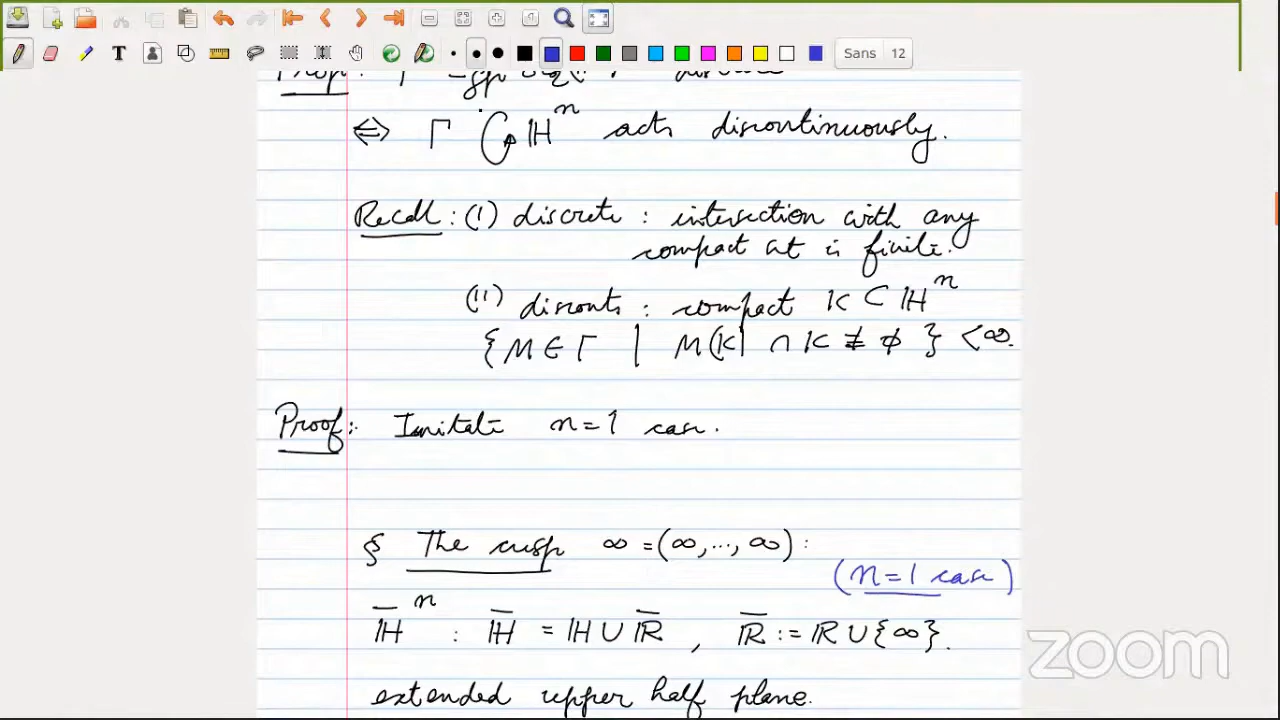 Sans 12
Prop:
⇔ Γ ↻ ℍⁿ acts discontinuously.
Recall: (i) discrete : intersection with any
compact set is finite.
(ii) disconts : compact K ⊂ ℍⁿ
{M ∈ Γ | M(K) ∩ K ≠ φ} < ∞.
Proof: Imitate n=1 case.
§ The cusp ∞ = (∞, ..., ∞) :
(n=1 case)
ℍ̅ⁿ : ℍ̅ = ℍ ∪ ℝ̅ , ℝ̅ := ℝ ∪ {∞}.
extended upper half plane.
zoom